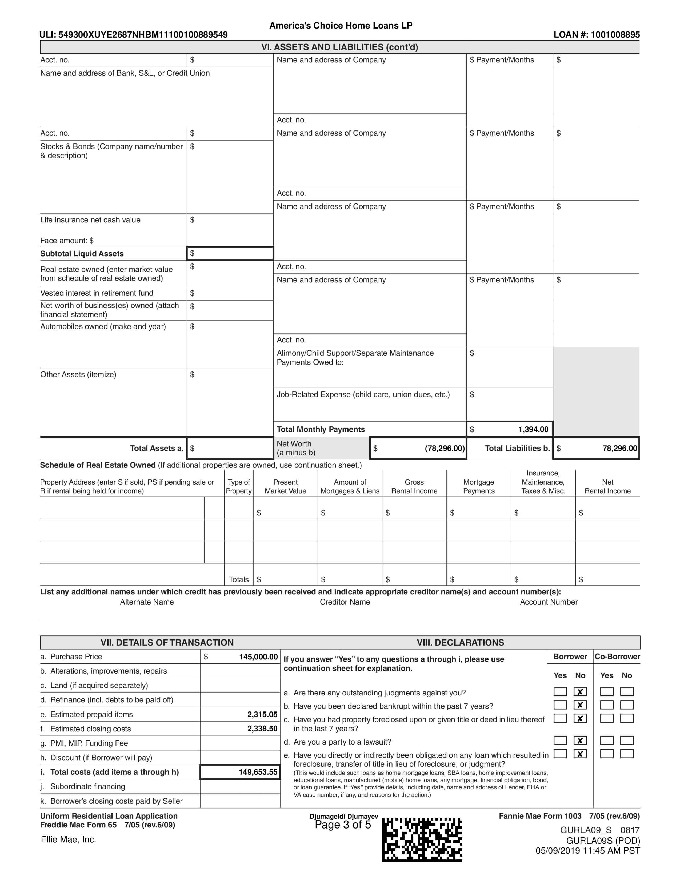 America's Choice Home Loans LP
ULI: 549300XUYE2687NHBM11100100889549 LOAN #: 1001008895
VI. ASSETS AND LIABILITIES (cont'd)
Acct. no. $ Name and address of Company $ Payment/Months $
Name and address of Bank, S&L, or Credit Union
Acct. no.
Acct. no. $ Name and address of Company $ Payment/Months $
Stocks & Bonds (Company name/number $
& description)
Acct. no.
Name and address of Company $ Payment/Months $
Life insurance net cash value $
Face amount: $
Subtotal Liquid Assets $
Real estate owned (enter market value $ Acct. no.
from schedule of real estate owned) Name and address of Company $ Payment/Months $
Vested interest in retirement fund $
Net worth of business(es) owned (attach $
financial statement)
Automobiles owned (make and year) $
Acct. no.
Alimony/Child Support/Separate Maintenance $
Payments Owed to:
Other Assets (itemize) $
Job-Related Expense (child care, union dues, etc.) $
Total Monthly Payments $ 1,394.00
Total Assets a. $ Net Worth (a minus b) $ (78,296.00) Total Liabilities b. $ 78,296.00
Schedule of Real Estate Owned (If additional properties are owned, use continuation sheet.)
Property Address (enter S if sold, PS if pending sale or R if rental being held for income) Type of Property Present Market Value Amount of Mortgages & Liens Gross Rental Income Mortgage Payments Insurance, Maintenance, Taxes & Misc. Net Rental Income
$ $ $ $ $ $
Totals $ $ $ $ $ $
List any additional names under which credit has previously been received and indicate appropriate creditor name(s) and account number(s):
Alternate Name Creditor Name Account Number
VII. DETAILS OF TRANSACTION
a. Purchase Price $ 145,000.00
b. Alterations, improvements, repairs
c. Land (if acquired separately)
d. Refinance (incl. debts to be paid off)
e. Estimated prepaid items 2,315.05
f. Estimated closing costs 2,338.50
g. PMI, MIP, Funding Fee
h. Discount (if Borrower will pay)
i. Total costs (add items a through h) 149,653.55
j. Subordinate financing
k. Borrower's closing costs paid by Seller
VIII. DECLARATIONS
If you answer "Yes" to any questions a through i, please use Borrower Co-Borrower
continuation sheet for explanation. Yes No Yes No
a. Are there any outstanding judgments against you? X
b. Have you been declared bankrupt within the past 7 years? X
c. Have you had property foreclosed upon or given title or deed in lieu thereof X
in the last 7 years?
d. Are you a party to a lawsuit? X
e. Have you directly or indirectly been obligated on any loan which resulted in X
foreclosure, transfer of title in lieu of foreclosure, or judgment?
(This would include such loans as home mortgage loans, SBA loans, home improvement loans,
educational loans, manufactured (mobile) home loans, any mortgage, financial obligation, bond,
or loan guarantee. If "Yes" provide details, including date, name and address of Lender, FHA or
VA case number, if any, and reasons for the action.)
Uniform Residential Loan Application Djumageldi Djumayev Fannie Mae Form 1003 7/05 (rev.6/09)
Freddie Mac Form 65 7/05 (rev.6/09) Page 3 of 5
GURLA09_S 0817
Ellie Mae, Inc. GURLA09S (POD)
05/09/2019 11:45 AM PST